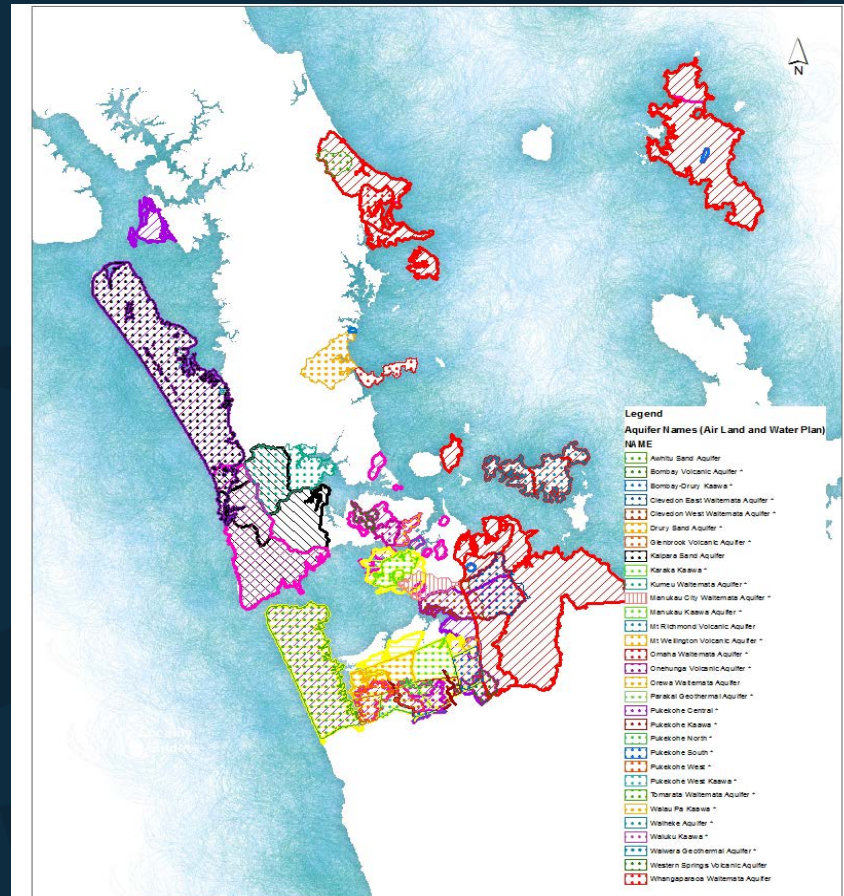 N
Legend
Aquifer Names (Air Land and Water Plan)
NAME
Awhitu Sand Aquifer
Bombay Volcanic Aquifer *
Bombay-Drury Kaawa *
Clevedon East Waitemata Aquifer *
Clevedon West Waitemata Aquifer *
Drury Sand Aquifer *
Glenbrook Volcanic Aquifer *
Kaipara Sand Aquifer
Karaka Kaawa *
Kumeu Waitemata Aquifer *
Manukau City Waitemata Aquifer *
Manukau Kaawa Aquifer *
Mt Richmond Volcanic Aquifer
Mt Wellington Volcanic Aquifer *
Omaha Waitemata Aquifer *
Onehunga Volcanic Aquifer *
Orewa Waitemata Aquifer
Parakai Geothermal Aquifer *
Pukekohe Central *
Pukekohe Kaawa *
Pukekohe North *
Pukekohe South *
Pukekohe West *
Pukekohe West Kaawa *
Tomarata Waitemata Aquifer *
Waiau Pa Kaawa *
Waiheke Aquifer *
Waiuku Kaawa *
Waiwera Geothermal Aquifer *
Western Springs Volcanic Aquifer
Whangaparaoa Waitemata Aquifer